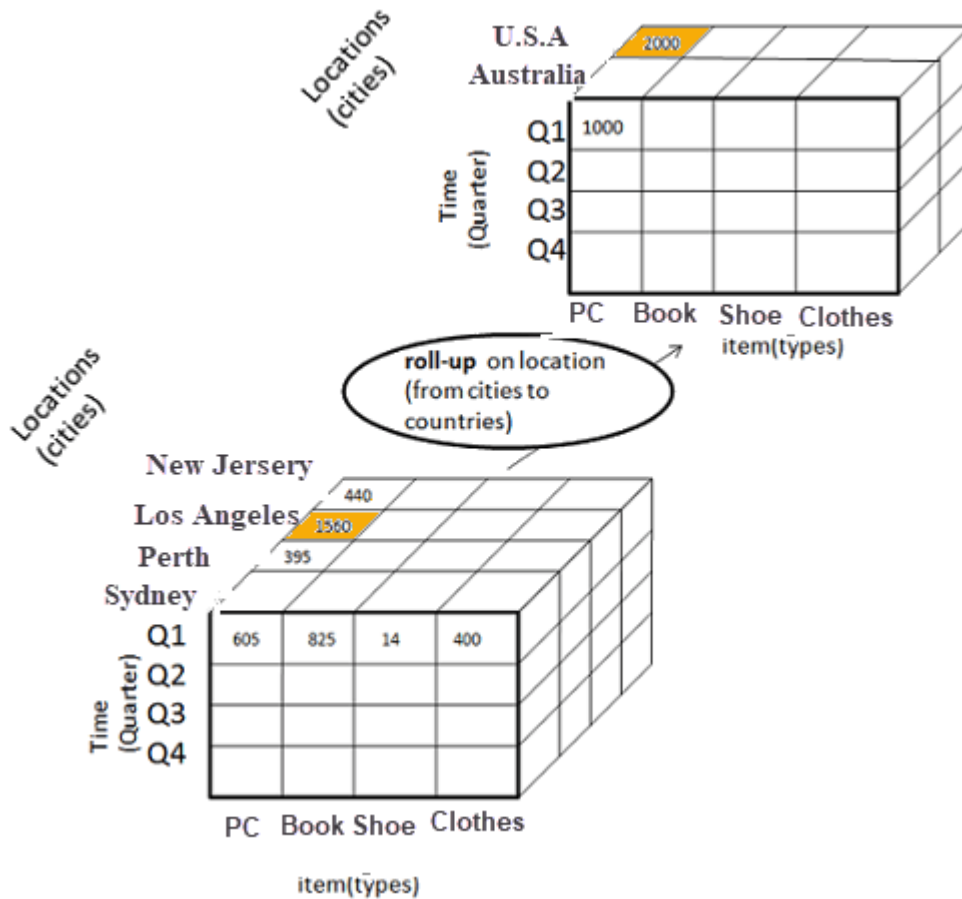 Locations
(cities)
U.S.A
Australia
2000
Time
(Quarter)
Q1
Q2
Q3
Q4
1000
PC Book Shoe Clothes
item(types)
roll-up on location
(from cities to
countries)
Locations
(cities)
New Jersery
Los Angeles
Perth
Sydney
440
1560
395
Time
(Quarter)
Q1
Q2
Q3
Q4
605 825 14 400
PC Book Shoe Clothes
item(types)